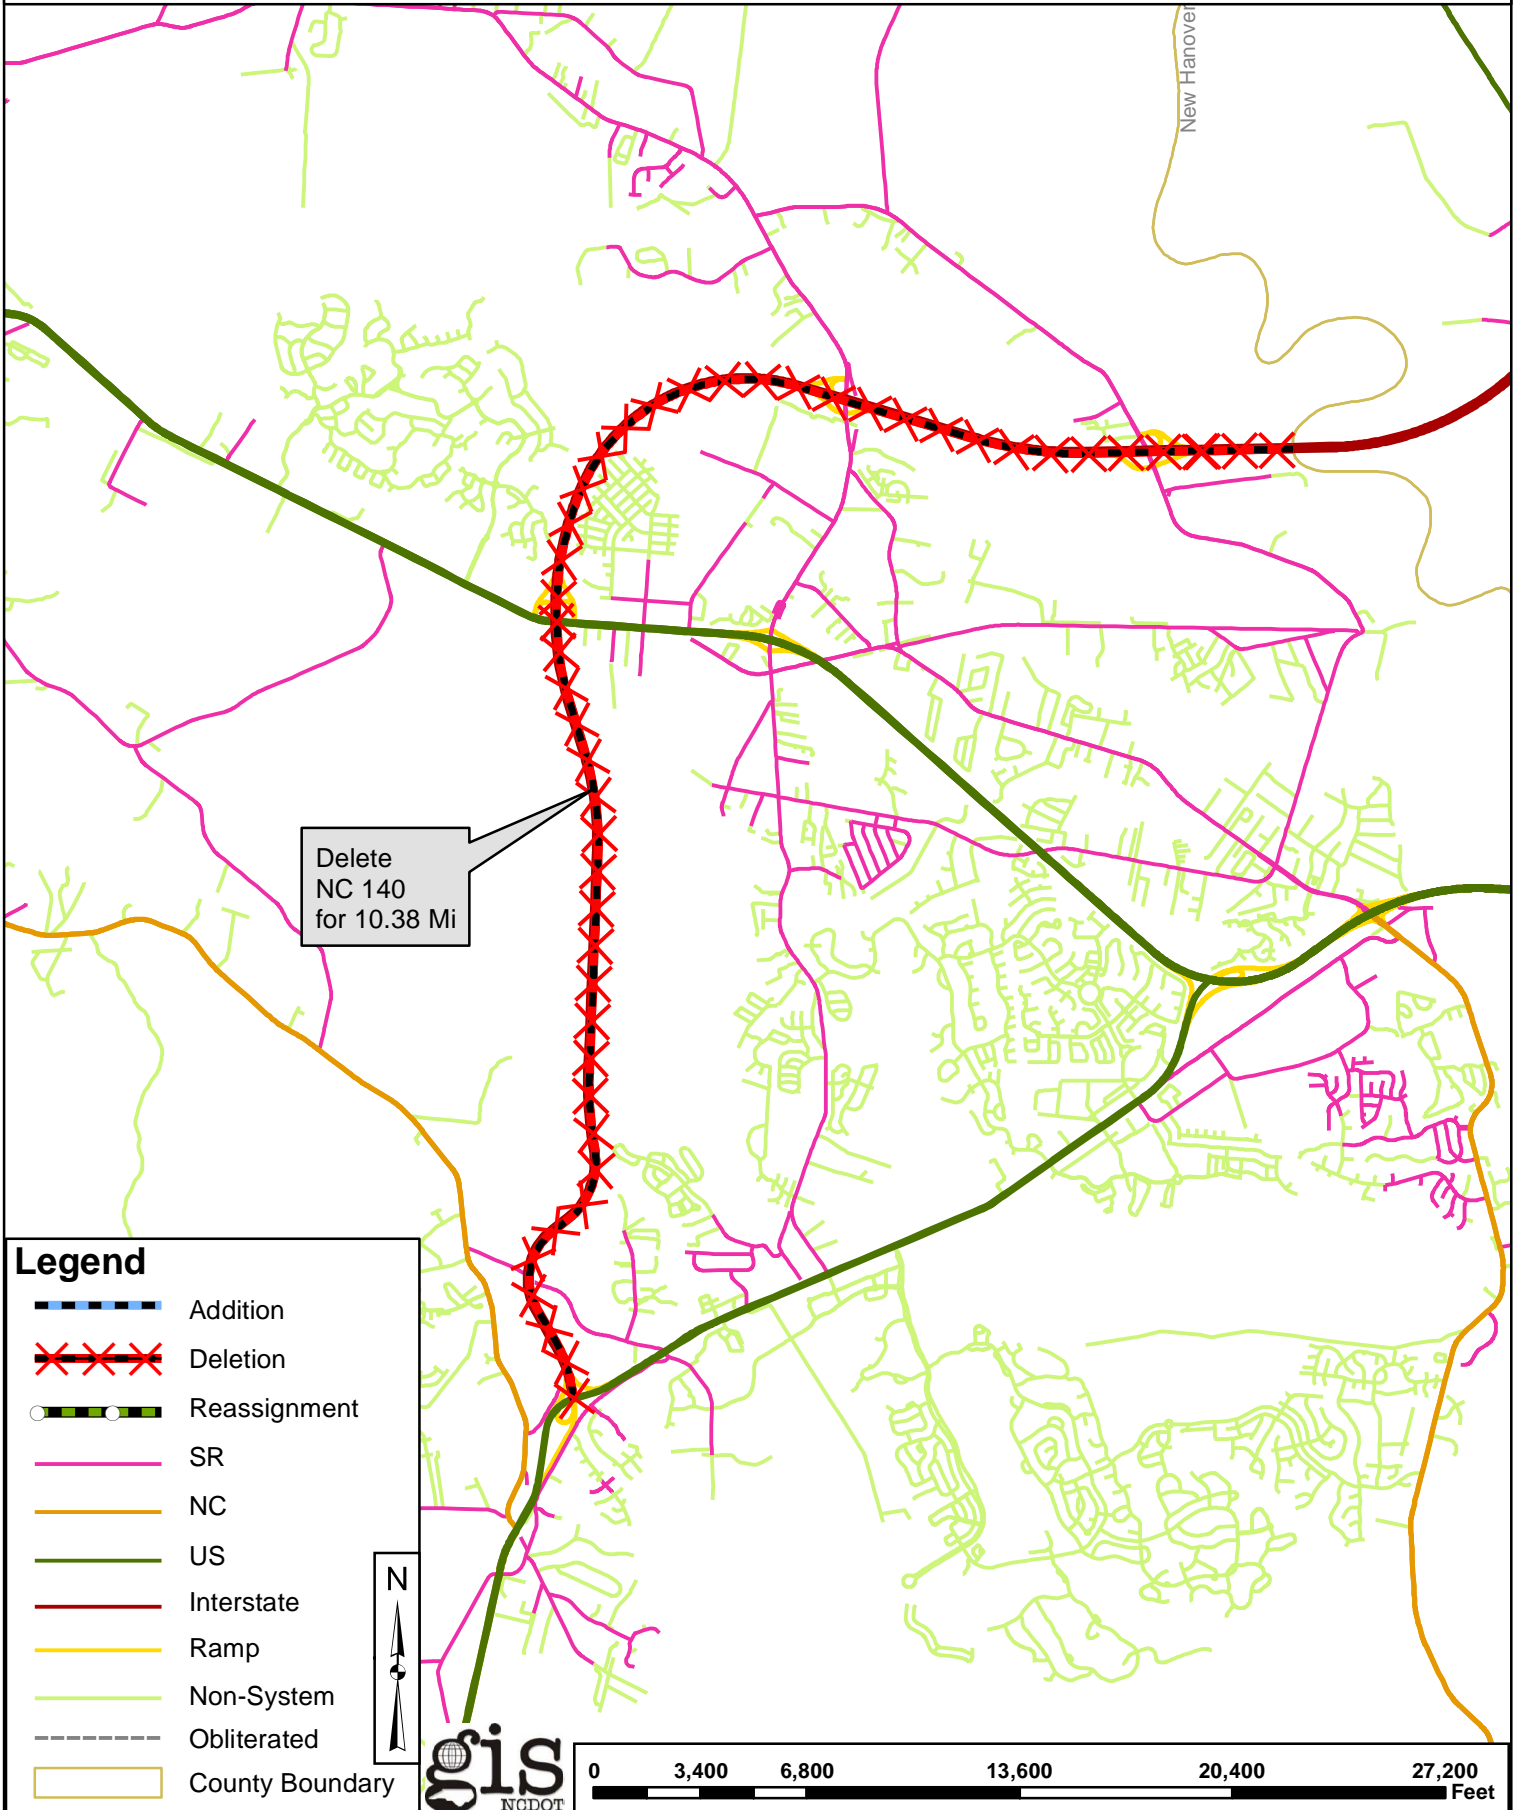 New Hanover
Delete
NC 140
for 10.38 Mi
Legend
Addition
Deletion
Reassignment
SR
NC
US
Interstate
Ramp
Non-System
Obliterated
County Boundary
N
gis
NCDOT
0 3,400 6,800 13,600 20,400 27,200
Feet